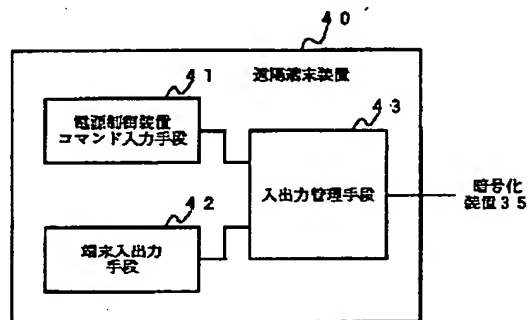 40
遠隔端末装置
41
電源制御装置
コマンド入力手段
43
入出力管理手段
暗号化
装置35
42
端末入出力
手段